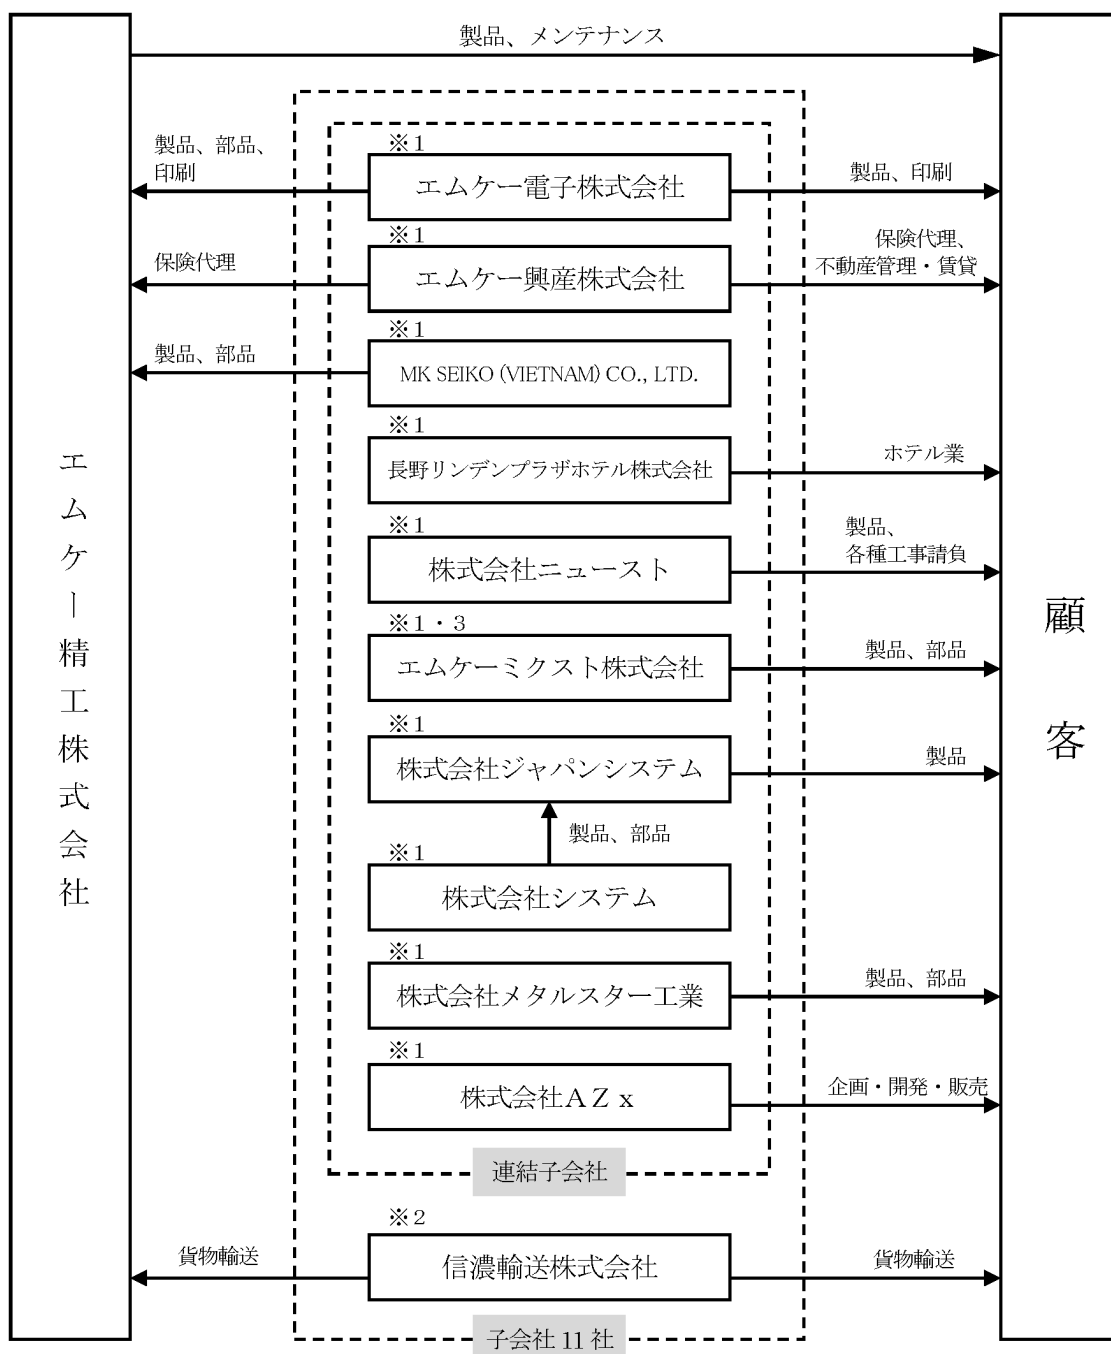 製品、メンテナンス
エムケー精工株式会社
顧客
※1
製品、部品、
印刷
エムケー電子株式会社
製品、印刷
※1
保険代理
エムケー興産株式会社
保険代理、
不動産管理・賃貸
※1
製品、部品
MK SEIKO (VIETNAM) CO., LTD.
※1
長野リンデンプラザホテル株式会社
ホテル業
※1
株式会社ニュースト
製品、
各種工事請負
※1・3
エムケーミクスト株式会社
製品、部品
※1
株式会社ジャパンシステム
製品
製品、部品
※1
株式会社システム
※1
株式会社メタルスター工業
製品、部品
※1
株式会社AZx
企画・開発・販売
連結子会社
※2
貨物輸送
信濃輸送株式会社
貨物輸送
子会社11社